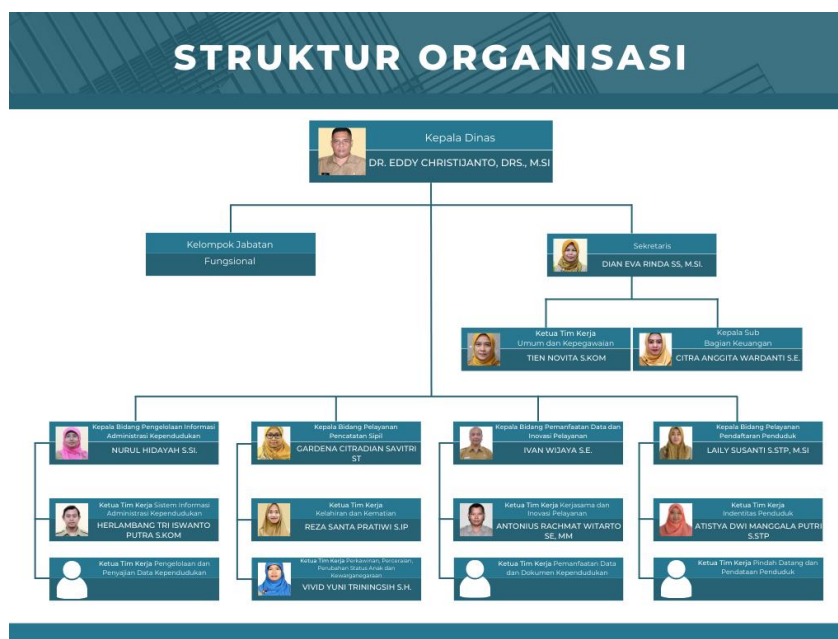 STRUKTUR ORGANISASI
Kepala Dinas
DR. EDDY CHRISTIJANTO, DRS., M.SI
Kelompok Jabatan
Fungsional
Sekretaris
DIAN EVA RINDA SS, M.SI.
Ketua Tim Kerja
Umum dan Kepegawaian
TIEN NOVITA S.KOM
Kepala Sub
Bagian Keuangan
CITRA ANGGITA WARDANTI S.E.
Kepala Bidang Pengelolaan Informasi
Administrasi Kependudukan
NURUL HIDAYAH S.SI.
Kepala Bidang Pelayanan
Pencatatan Sipil
GARDENA CITRADIAN SAVITRI
ST
Kepala Bidang Pemanfaatan Data dan
Inovasi Pelayanan
IVAN WIJAYA S.E.
Kepala Bidang Pelayanan
Pendaftaran Penduduk
LAILY SUSANTI S.STP, M.SI
Ketua Tim Kerja Sistem Informasi
Administrasi Kependudukan
HERLAMBANG TRI ISWANTO
PUTRA S.KOM
Ketua Tim Kerja
Kelahiran dan Kematian
REZA SANTA PRATIWI S.IP
Ketua Tim Kerja Kerjasama dan
Inovasi Pelayanan
ANTONIUS RACHMAT WITARTO
SE, MM
Ketua Tim Kerja
Indentitas Penduduk
ATISTYA DWI MANGGALA PUTRI
S.STP
Ketua Tim Kerja Pengelolaan dan
Penyajian Data Kependudukan
Ketua Tim Kerja Perkawinan, Perceraian,
Perubahan Status Anak dan
Kewarganegaraan
VIVID YUNI TRININGSIH S.H.
Ketua Tim Kerja Pemanfaatan Data
dan Dokumen Kependudukan
Ketua Tim Kerja Pindah Datang dan
Pendataan Penduduk